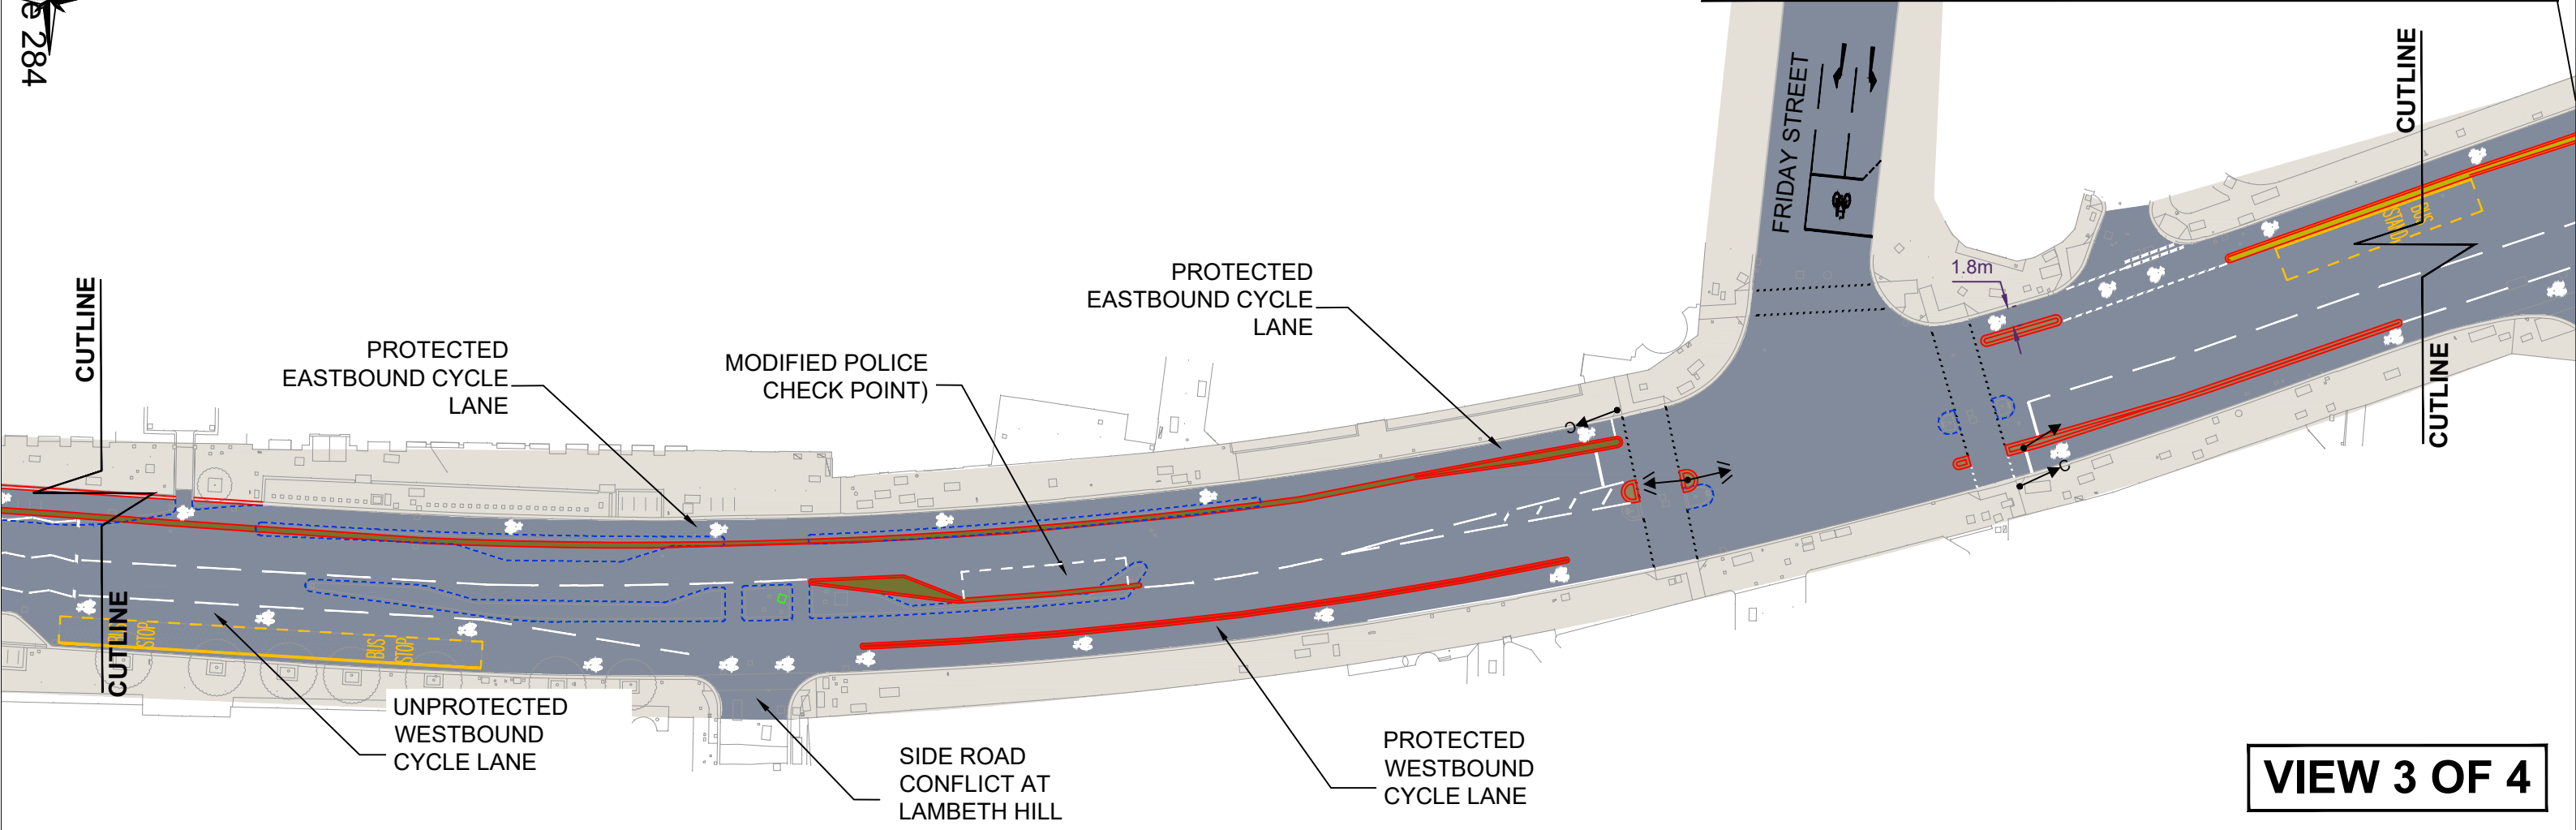 e 284
CUTLINE
CUTLINE
PROTECTED
EASTBOUND CYCLE
LANE
MODIFIED POLICE
CHECK POINT)
PROTECTED
EASTBOUND CYCLE
LANE
FRIDAY STREET
1.8m
CUTLINE
CUTLINE
BUS
STAND
BUS
STOP
BUS
STOP
UNPROTECTED
WESTBOUND
CYCLE LANE
SIDE ROAD
CONFLICT AT
LAMBETH HILL
PROTECTED
WESTBOUND
CYCLE LANE
VIEW 3 OF 4